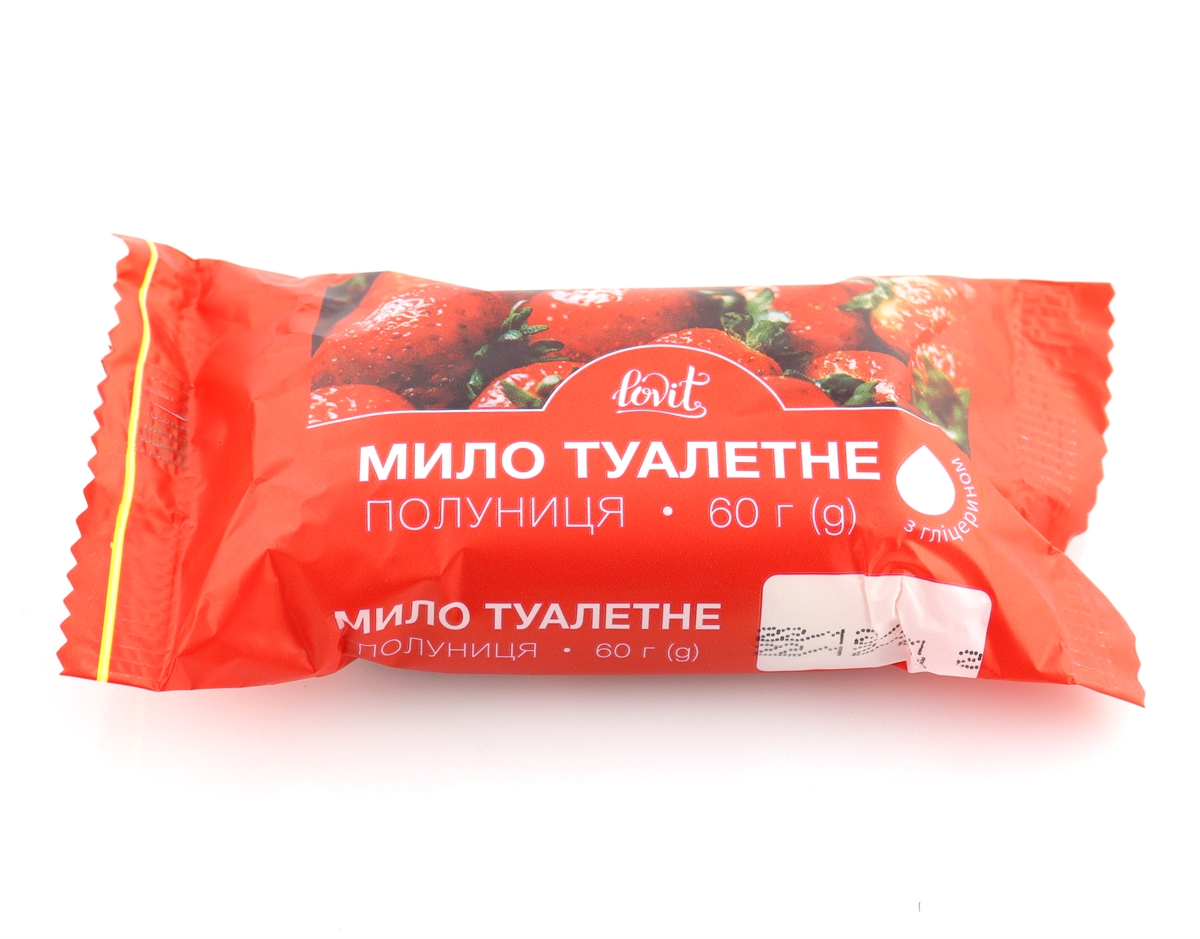 lovit
МИЛО ТУАЛЕТНЕ
ПОЛУНИЦЯ • 60 г (g)
з гліцерином
МИЛО ТУАЛЕТНЕ
ПОЛУНИЦЯ • 60 г (g)